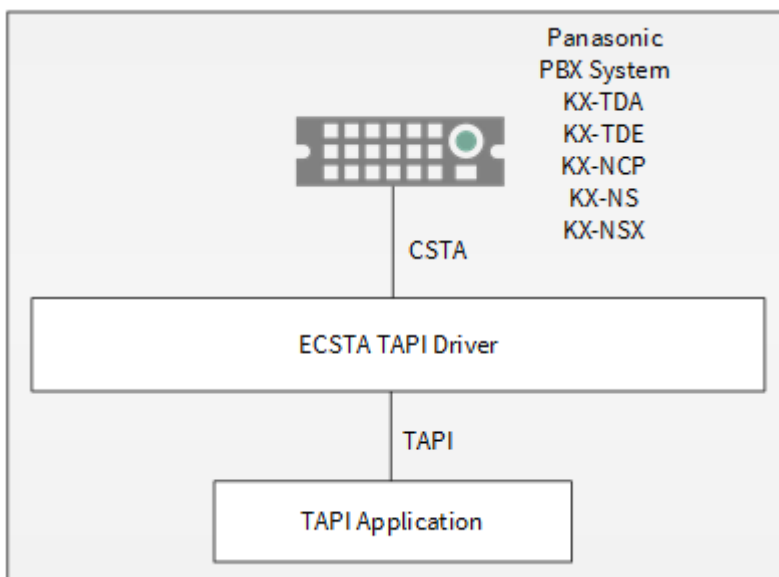 Panasonic
PBX System
KX-TDA
KX-TDE
KX-NCP
KX-NS
KX-NSX
CSTA
ECSTA TAPI Driver
TAPI
TAPI Application